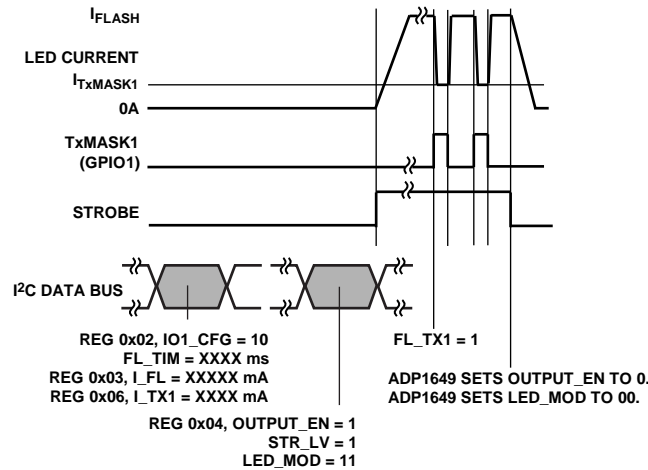 IFLASH
LED CURRENT
ITxMASK1
0A
TxMASK1
(GPIO1)
STROBE
I2C DATA BUS
REG 0x02, IO1_CFG = 10
FL_TIM = XXXX ms
REG 0x03, I_FL = XXXXX mA
REG 0x06, I_TX1 = XXXX mA
REG 0x04, OUTPUT_EN = 1
STR_LV = 1
LED_MOD = 11
FL_TX1 = 1
ADP1649 SETS OUTPUT_EN TO 0.
ADP1649 SETS LED_MOD TO 00.